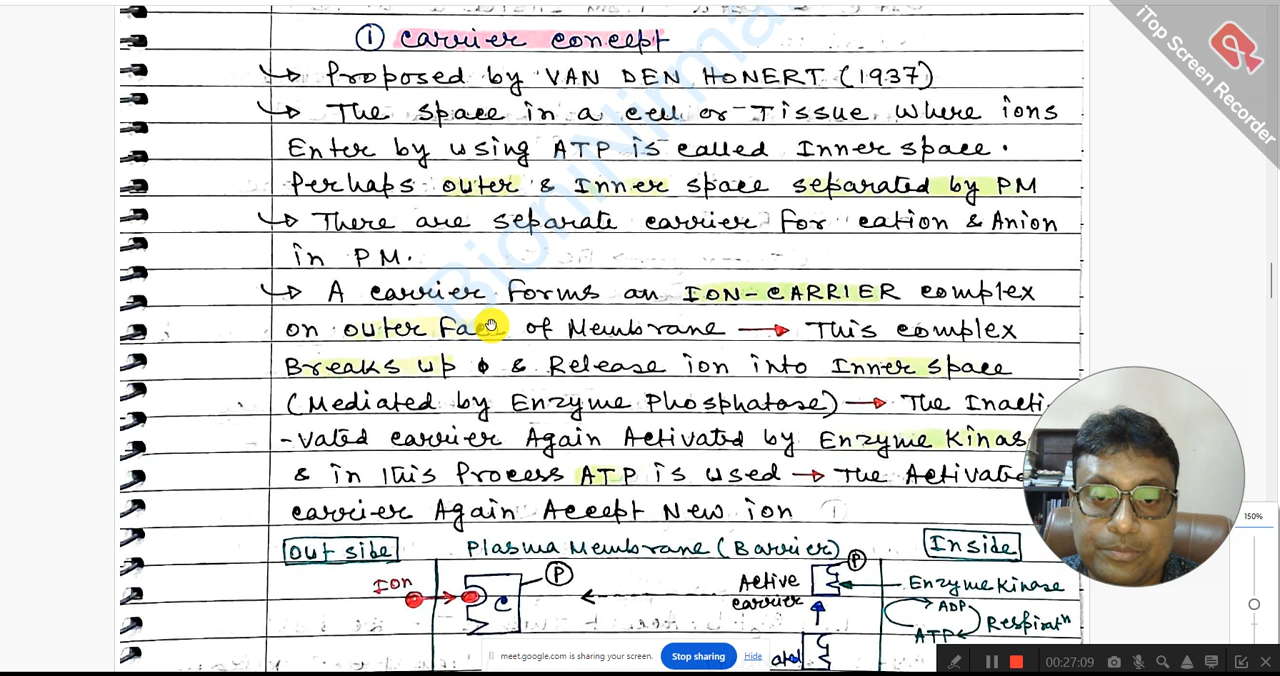 ① Carrier concept
↳ Proposed by VAN DEN HONERT (1937)
↳ The space in a cell or Tissue where ions
Enter by using ATP is called Inner space.
Perhaps outer & Inner space separated by PM
↳ There are separate carrier for cation & Anion
in PM.
↳ A carrier Forms an ION-CARRIER complex
on outer of Membrane → This complex
Breaks up & Release ion into Inner space
(Mediated by Enzyme Phosphatase) → The Inacti
-vated carrier Again Activated by Enzyme Kinas
& in this Process ATP is used → The Activat
carrier Again Accept New ion
Out side Plasma Membrane (Barrier) Inside
Ion P Active carrier P Enzyme Kinase
C ADP
ATP Respiratn
meet.google.com is sharing your screen. Stop sharing Hide
00:27:09
150%
iTop Screen Recorder